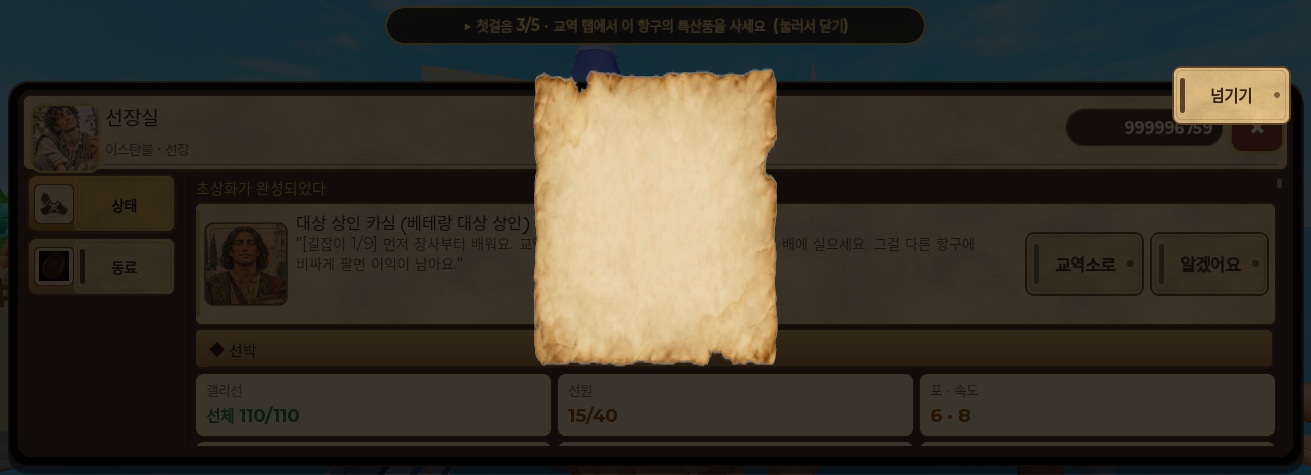 ▸ 첫걸음 3/5 · 교역 탭에서 이 항구의 특산품을 사세요 (눌러서 닫기)
넘기기
선장실
999996759
이스탄불 · 선장
상태
동료
초상화가 완성되었다
대상 상인 카심 (베테랑 대상 상인)
"[길잡이 1/9] 먼저 장사부터 배워요. 배에 실으세요. 그걸 다른 항구에
비싸게 팔면 이익이 남아요."
교역소로
알겠어요
◆ 선박
갤리선
선체 110/110
선원
15/40
포 · 속도
6 · 8